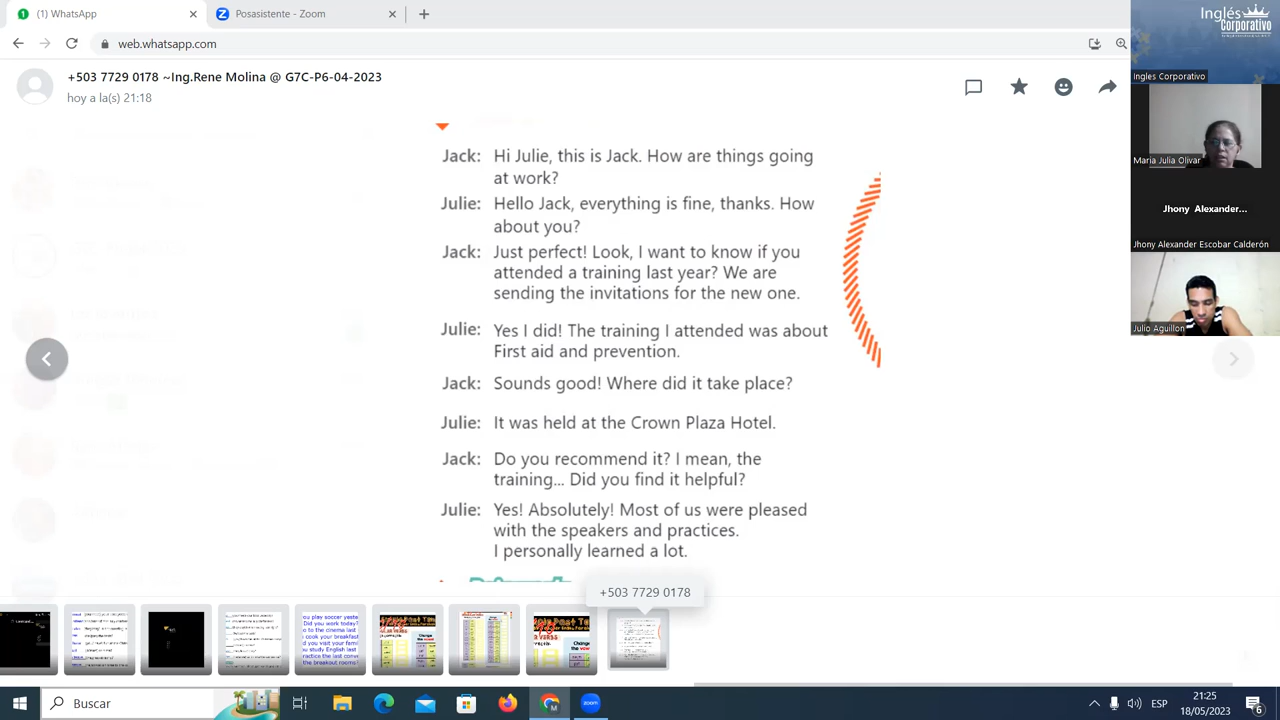 (1) WhatsApp
Posasistente - Zoom
web.whatsapp.com
+503 7729 0178 ~Ing.Rene Molina @ G7C-P6-04-2023
hoy a la(s) 21:18
Jack: Hi Julie, this is Jack. How are things going
at work?
Julie: Hello Jack, everything is fine, thanks. How
about you?
Jack: Just perfect! Look, I want to know if you
attended a training last year? We are
sending the invitations for the new one.
Julie: Yes I did! The training I attended was about
First aid and prevention.
Jack: Sounds good! Where did it take place?
Julie: It was held at the Crown Plaza Hotel.
Jack: Do you recommend it? I mean, the
training... Did you find it helpful?
Julie: Yes! Absolutely! Most of us were pleased
with the speakers and practices.
I personally learned a lot.
+503 7729 0178
Inglés
Corporativo
Ingles Corporativo
Maria Julia Olivar
Jhony Alexander...
Jhony Alexander Escobar Calderón
Julio Aguillon
Buscar
ESP
21:25
18/05/2023
6